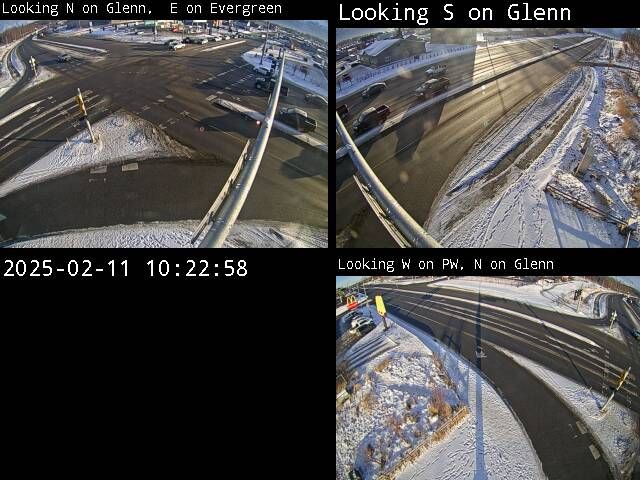 Looking N on Glenn,  E on Evergreen
Looking S on Glenn
2025-02-11 10:22:58
Looking W on PW, N on Glenn